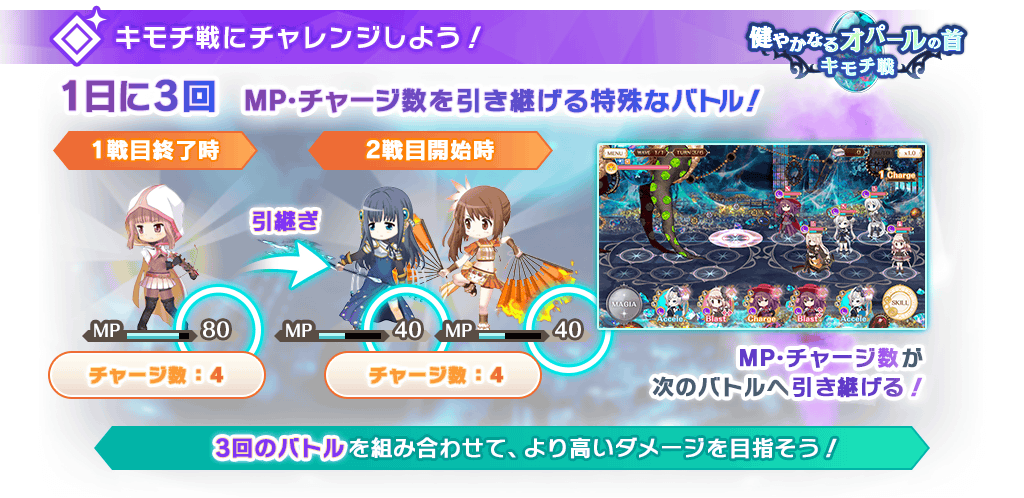 キモチ戦にチャレンジしよう！
健やかなるオパールの首
キモチ戦
1日に3回 MP・チャージ数を引き継げる特殊なバトル！
1戦目終了時
2戦目開始時
引継ぎ
MP 80
MP 40
MP 40
チャージ数：4
チャージ数：4
MENU
WAVE 1/1
TURN
x1.0
1 Charge
MAGIA
Accele
Blast
Charge
Blast
Accele
SKILL
MP・チャージ数が
次のバトルへ引き継げる！
3回のバトルを組み合わせて、より高いダメージを目指そう！